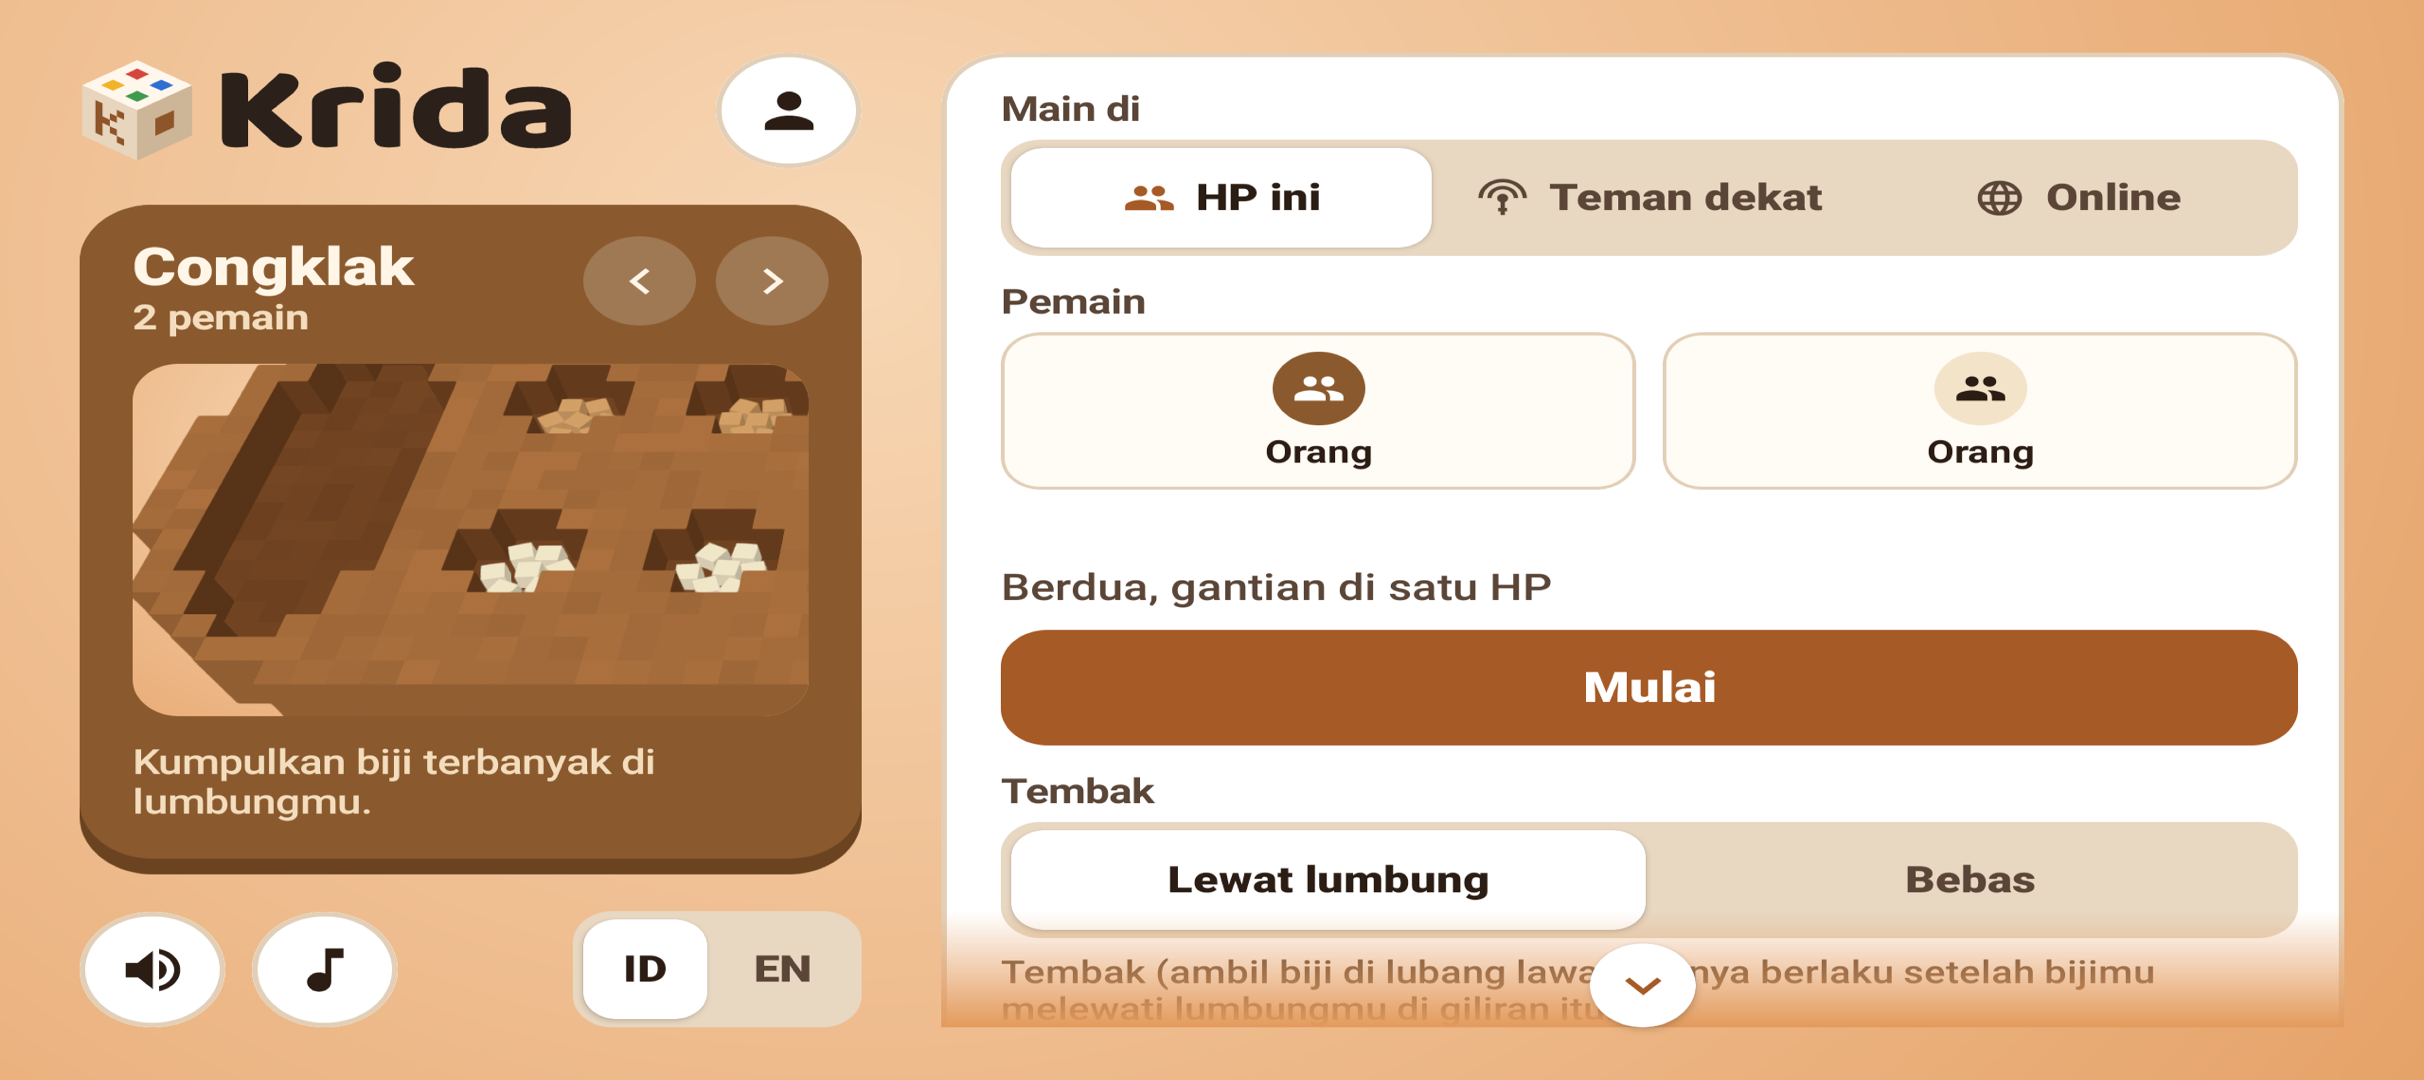 Krida
Congklak
2 pemain
Kumpulkan biji terbanyak di
lumbungmu.
ID
EN
Main di
HP ini
Teman dekat
Online
Pemain
Orang
Orang
Berdua, gantian di satu HP
Mulai
Tembak
Lewat lumbung
Bebas
Tembak (ambil biji di lubang berlaku setelah bijimu
melewati lumbungmu di giliran itu